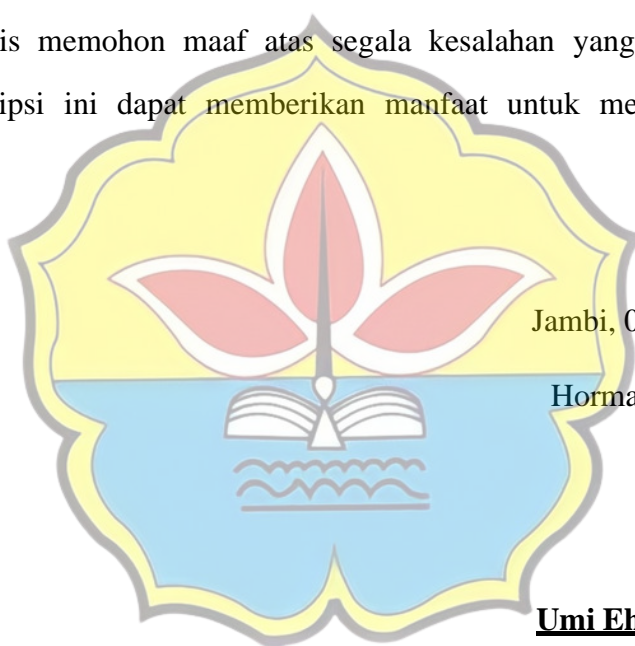 is memohon maaf atas segala kesalahan yang
ipsi ini dapat memberikan manfaat untuk me
Jambi, 0
Horma
Umi Eh